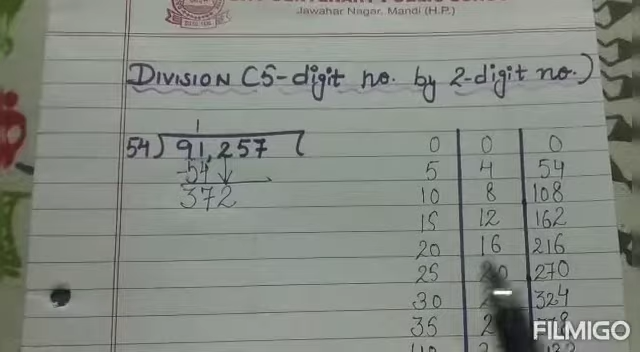 Jawahar Nagar, Mandi (H.P.)
DIVISION (5-digit no. by 2-digit no.)
1
54) 91,257 (
-54
372
0 0 0
5 4 54
10 8 108
15 12 162
20 16 216
25 20 270
30 324
35
FILMIGO